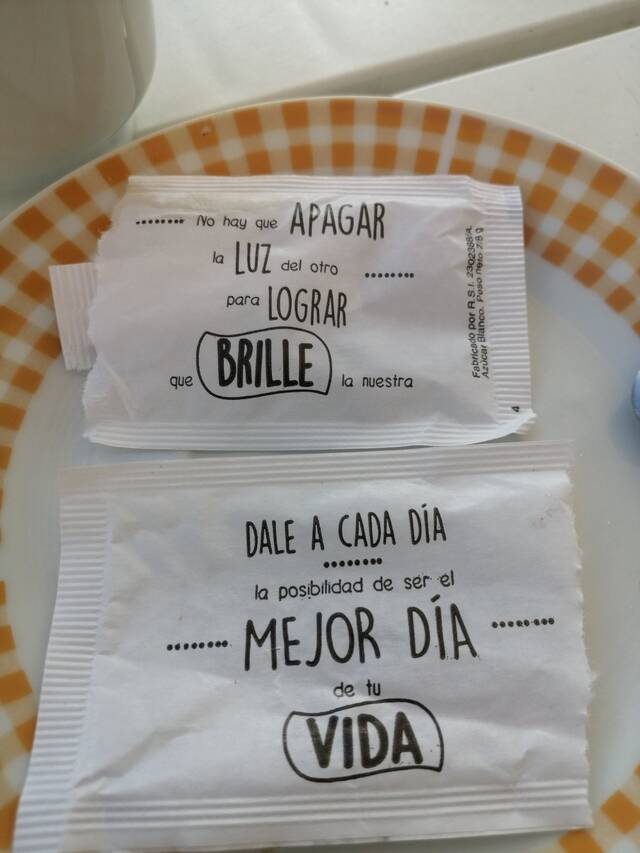 No hay que APAGAR
la LUZ del otro
para LOGRAR
que BRILLE la nuestra
Fabricado por R.S.I.
Azúcar Blanco. Peso neto
4
DALE A CADA DÍA
la posibilidad de ser el
MEJOR DÍA
de tu
VIDA